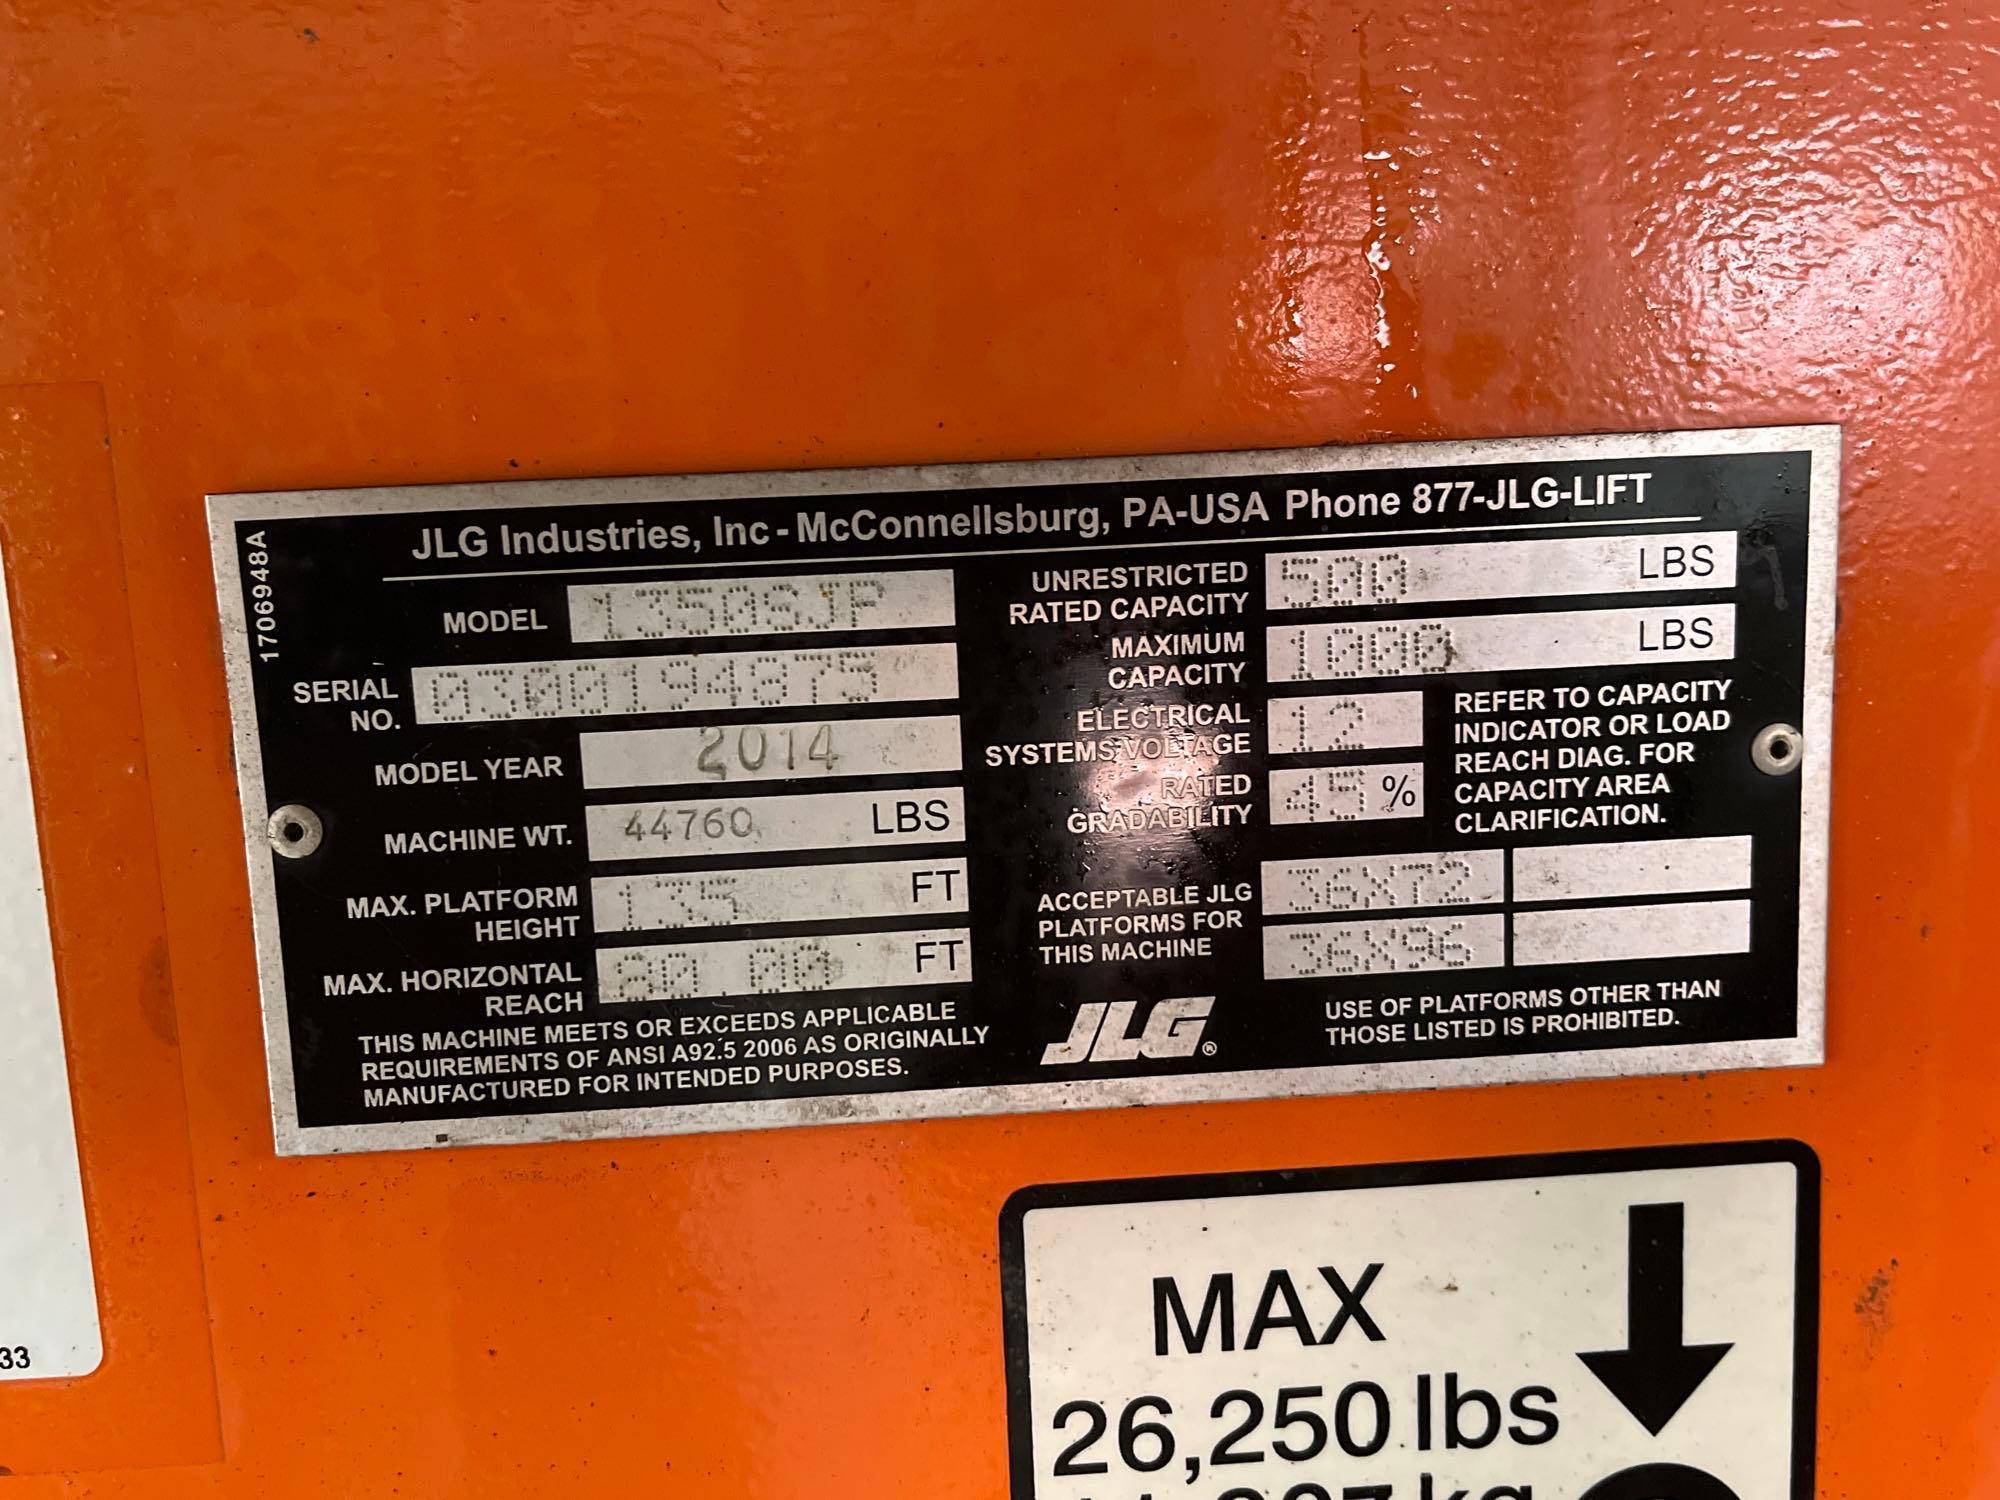 JLG Industries, Inc - McConnellsburg, PA-USA Phone 877-JLG-LIFT
1706948A
MODEL 1350SJP
SERIAL NO. 0300194875
MODEL YEAR 2014
MACHINE WT. 44760 LBS
MAX. PLATFORM HEIGHT 135 FT
MAX. HORIZONTAL REACH 80.00 FT
THIS MACHINE MEETS OR EXCEEDS APPLICABLE
REQUIREMENTS OF ANSI A92.5 2006 AS ORIGINALLY
MANUFACTURED FOR INTENDED PURPOSES.
UNRESTRICTED RATED CAPACITY 500 LBS
MAXIMUM CAPACITY 1000 LBS
ELECTRICAL SYSTEMS VOLTAGE 12
RATED GRADABILITY 45 %
REFER TO CAPACITY
INDICATOR OR LOAD
REACH DIAG. FOR
CAPACITY AREA
CLARIFICATION.
ACCEPTABLE JLG
PLATFORMS FOR
THIS MACHINE
36X72
36X96
JLG®
USE OF PLATFORMS OTHER THAN
THOSE LISTED IS PROHIBITED.
33
MAX
26,250 lbs
kg